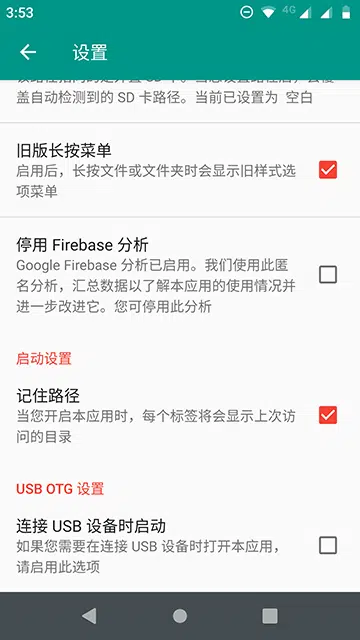 3:53
4G
设置
盖自动检测到的 SD 卡路径。当前已设置为 空白
旧版长按菜单
启用后，长按文件或文件夹时会显示旧样式选
项菜单
停用 Firebase 分析
Google Firebase 分析已启用。我们使用此匿
名分析，汇总数据以了解本应用的使用情况并
进一步改进它。您可停用此分析
启动设置
记住路径
当您开启本应用时，每个标签将会显示上次访
问的目录
USB OTG 设置
连接 USB 设备时启动
如果您需要在连接 USB 设备时打开本应用，
请启用此选项